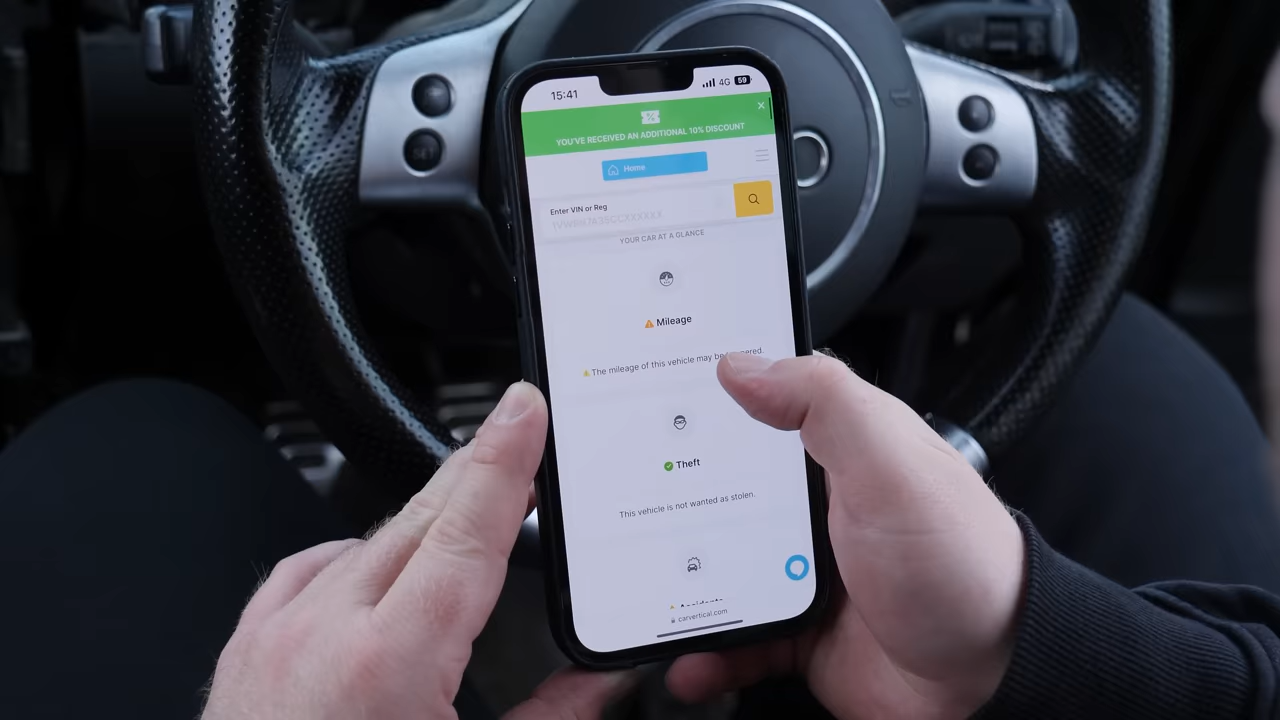 15:41
4G 59
YOU'VE RECEIVED AN ADDITIONAL 10% DISCOUNT
Home
Enter VIN or Reg
YOUR CAR AT A GLANCE
Mileage
The mileage of this vehicle may be
Theft
This vehicle is not wanted as stolen.
carvertical.com